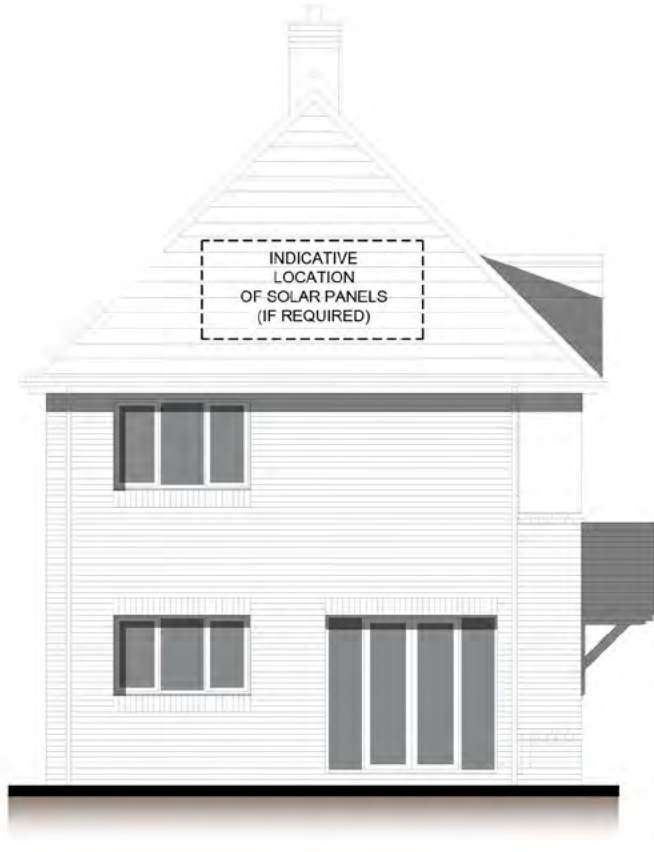 INDICATIVE
LOCATION
OF SOLAR PANELS
(IF REQUIRED)